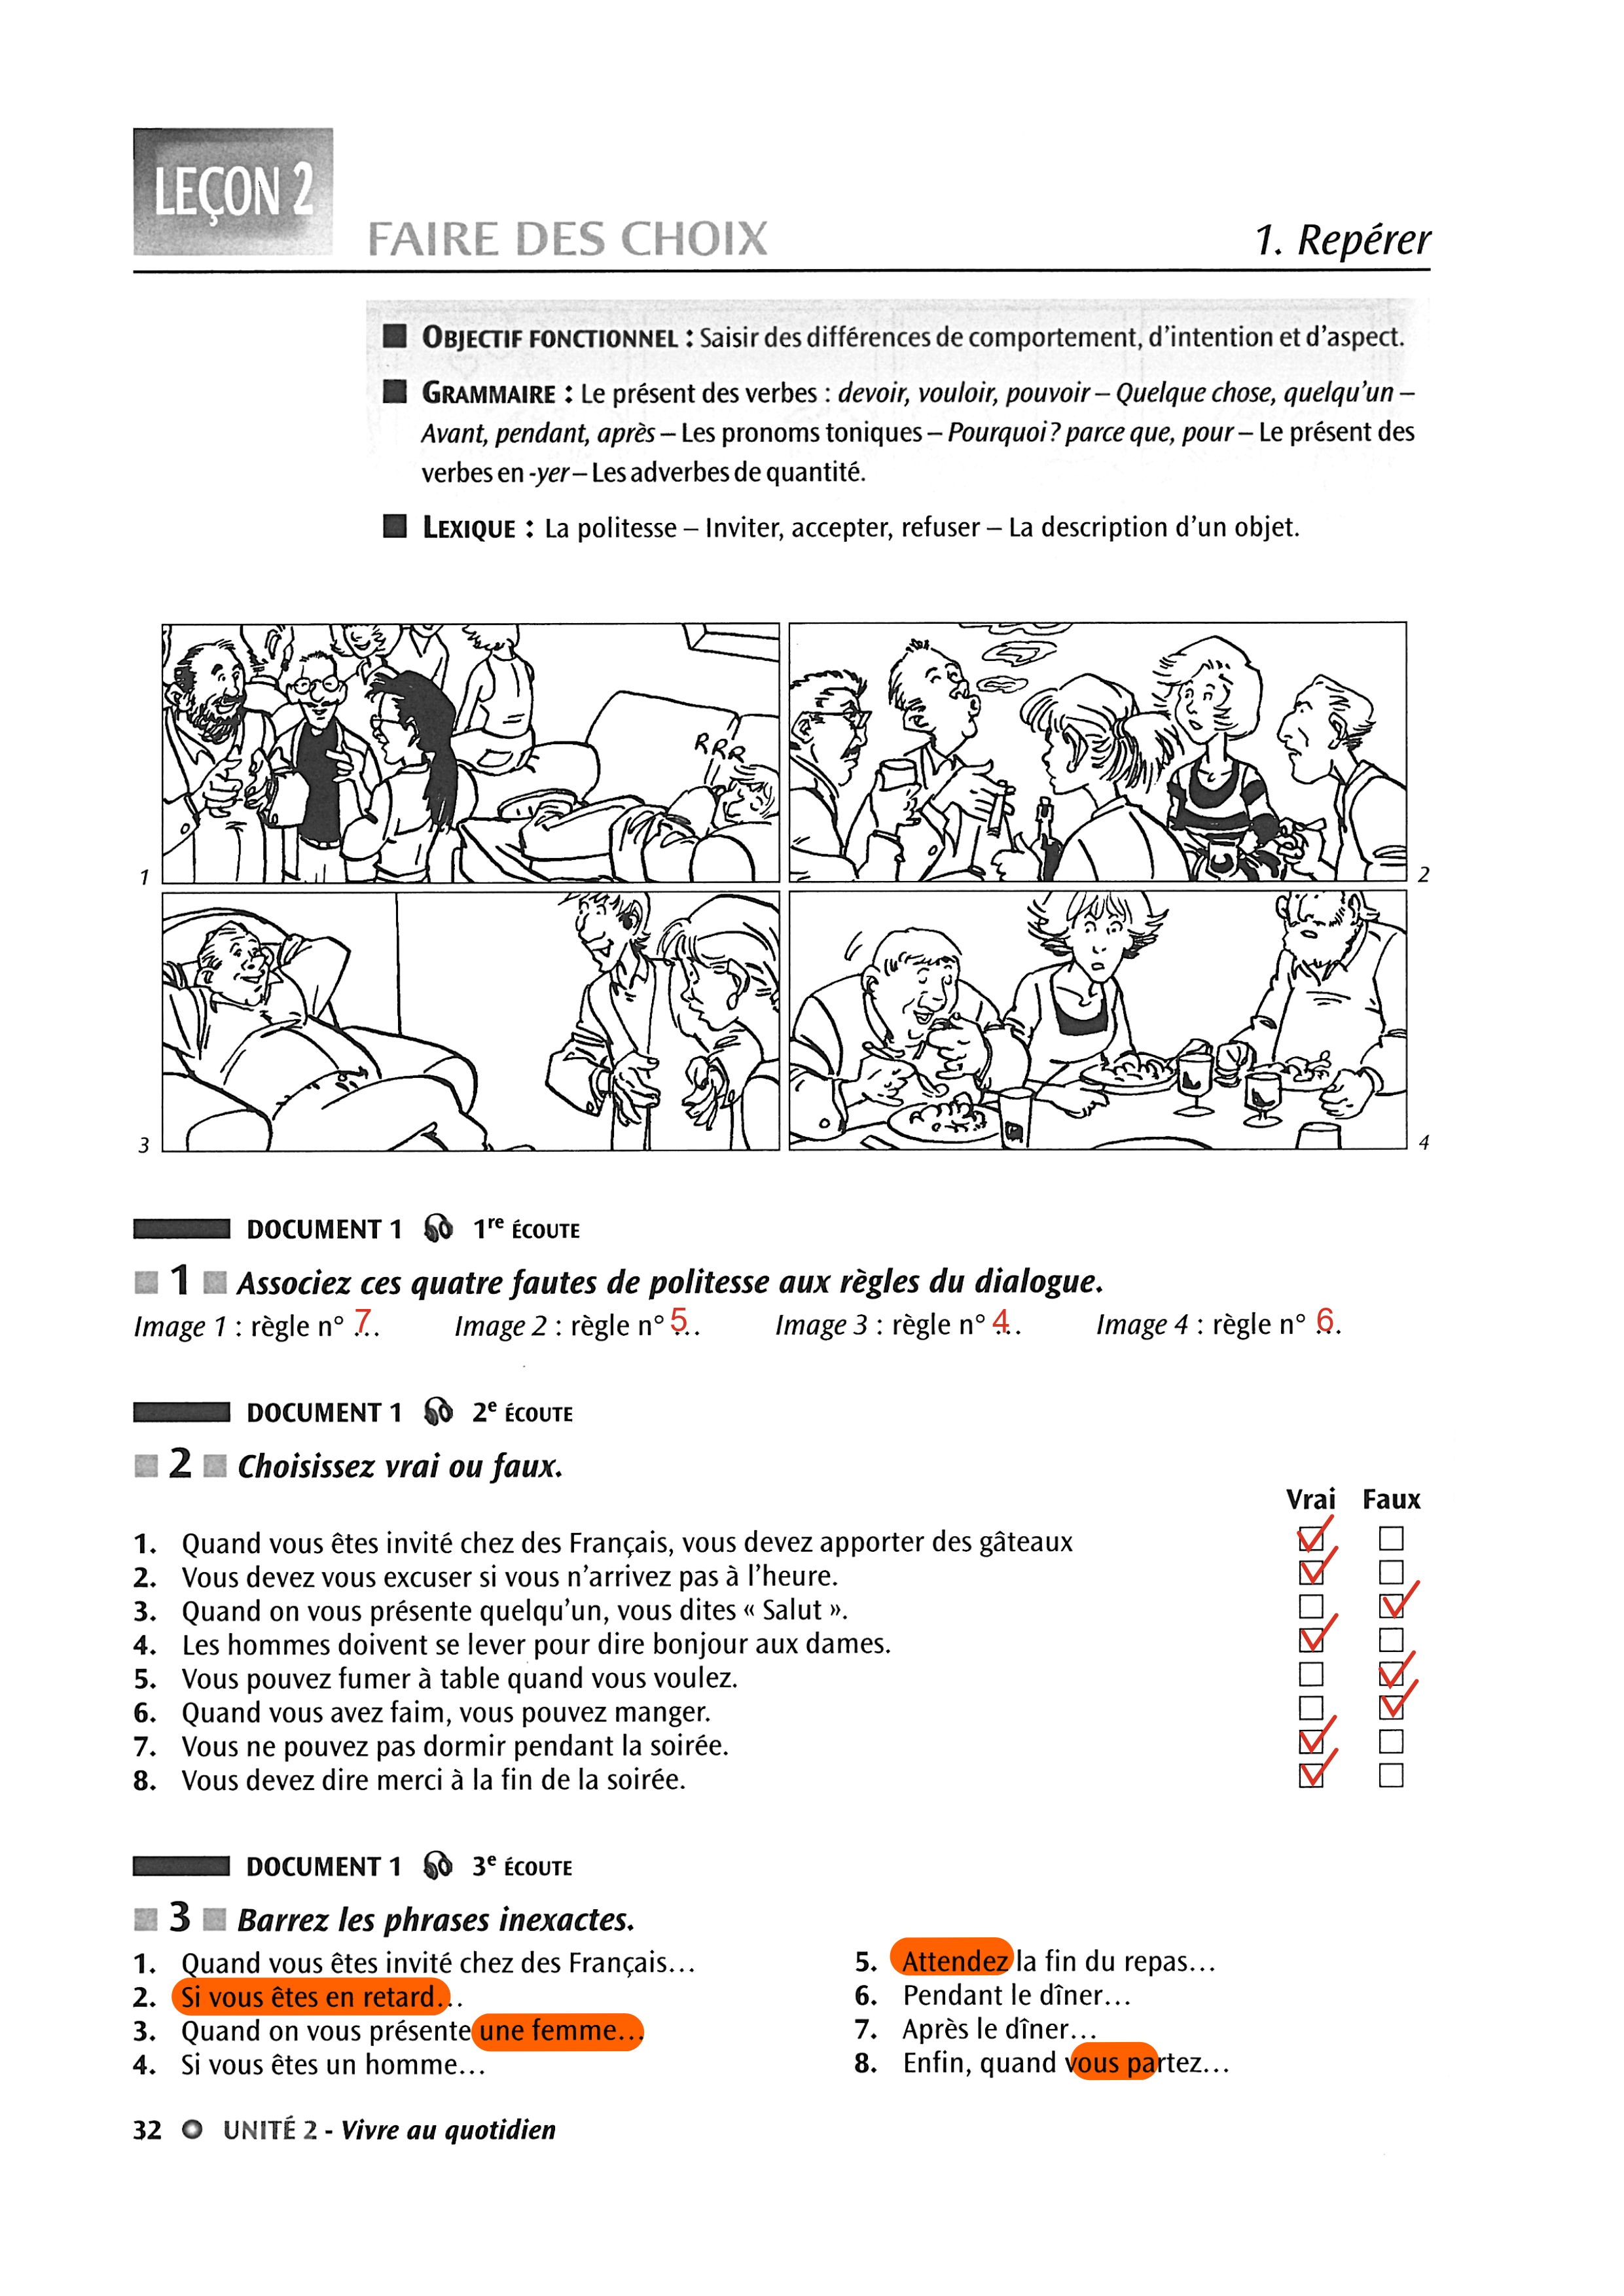 LEÇON 2
FAIRE DES CHOIX
1. Repérer
■ OBJECTIF FONCTIONNEL : Saisir des différences de comportement, d'intention et d'aspect.
■ GRAMMAIRE : Le présent des verbes : devoir, vouloir, pouvoir – Quelque chose, quelqu'un –
Avant, pendant, après – Les pronoms toniques – Pourquoi ? parce que, pour – Le présent des
verbes en -yer – Les adverbes de quantité.
■ LEXIQUE : La politesse – Inviter, accepter, refuser – La description d'un objet.
RRR
1
2
3
4
DOCUMENT 1 1re ÉCOUTE
1 Associez ces quatre fautes de politesse aux règles du dialogue.
Image 1 : règle n° 7... Image 2 : règle n° 5... Image 3 : règle n° 4... Image 4 : règle n° 6...
DOCUMENT 1 2e ÉCOUTE
2 Choisissez vrai ou faux.
Vrai Faux
1. Quand vous êtes invité chez des Français, vous devez apporter des gâteaux
2. Vous devez vous excuser si vous n'arrivez pas à l'heure.
3. Quand on vous présente quelqu'un, vous dites « Salut ».
4. Les hommes doivent se lever pour dire bonjour aux dames.
5. Vous pouvez fumer à table quand vous voulez.
6. Quand vous avez faim, vous pouvez manger.
7. Vous ne pouvez pas dormir pendant la soirée.
8. Vous devez dire merci à la fin de la soirée.
DOCUMENT 1 3e ÉCOUTE
3 Barrez les phrases inexactes.
1. Quand vous êtes invité chez des Français...
2. Si vous êtes en retard...
3. Quand on vous présente une femme...
4. Si vous êtes un homme...
5. Attendez la fin du repas...
6. Pendant le dîner...
7. Après le dîner...
8. Enfin, quand vous partez...
32 UNITÉ 2 - Vivre au quotidien